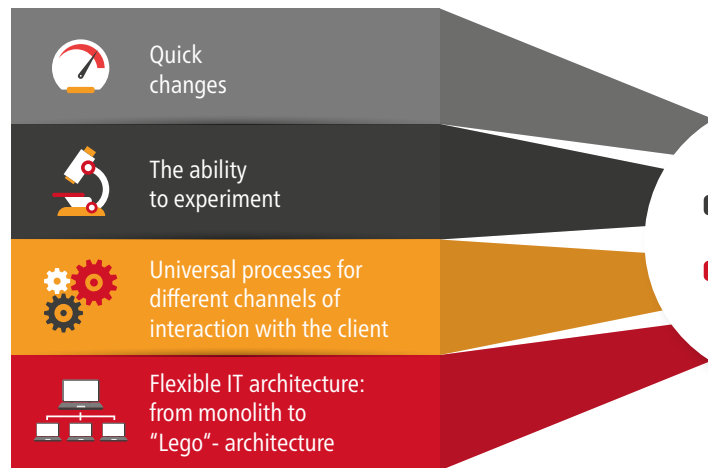 Quick
changes
The ability
to experiment
Universal processes for
different channels of
interaction with the client
Flexible IT architecture:
from monolith to
“Lego“- architecture